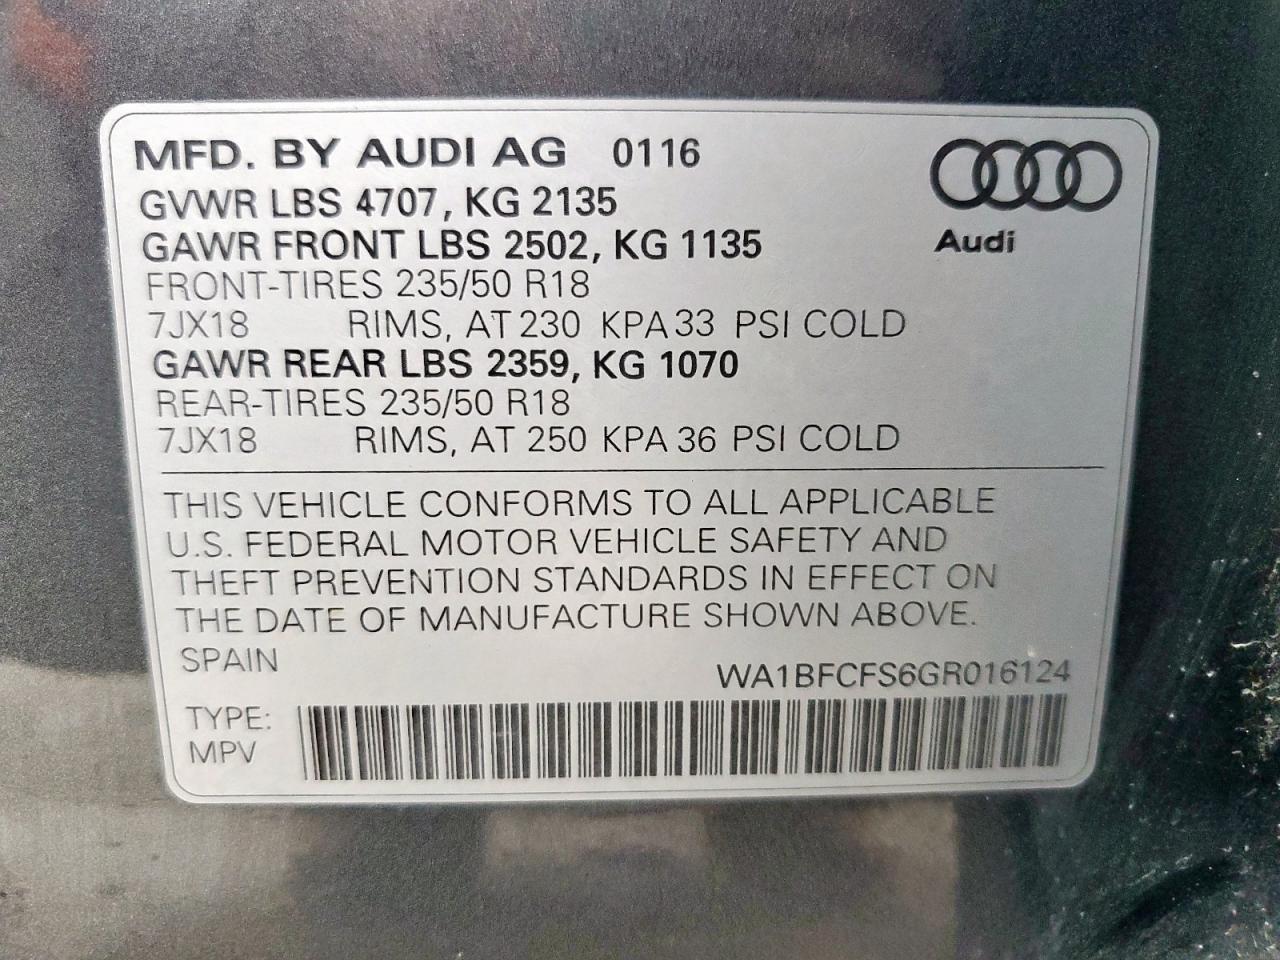 MFD. BY AUDI AG 0116
GVWR LBS 4707, KG 2135
GAWR FRONT LBS 2502, KG 1135
Audi
FRONT-TIRES 235/50 R18
7JX18 RIMS, AT 230 KPA 33 PSI COLD
GAWR REAR LBS 2359, KG 1070
REAR-TIRES 235/50 R18
7JX18 RIMS, AT 250 KPA 36 PSI COLD
THIS VEHICLE CONFORMS TO ALL APPLICABLE
U.S. FEDERAL MOTOR VEHICLE SAFETY AND
THEFT PREVENTION STANDARDS IN EFFECT ON
THE DATE OF MANUFACTURE SHOWN ABOVE.
SPAIN WA1BFCFS6GR016124
TYPE:
MPV